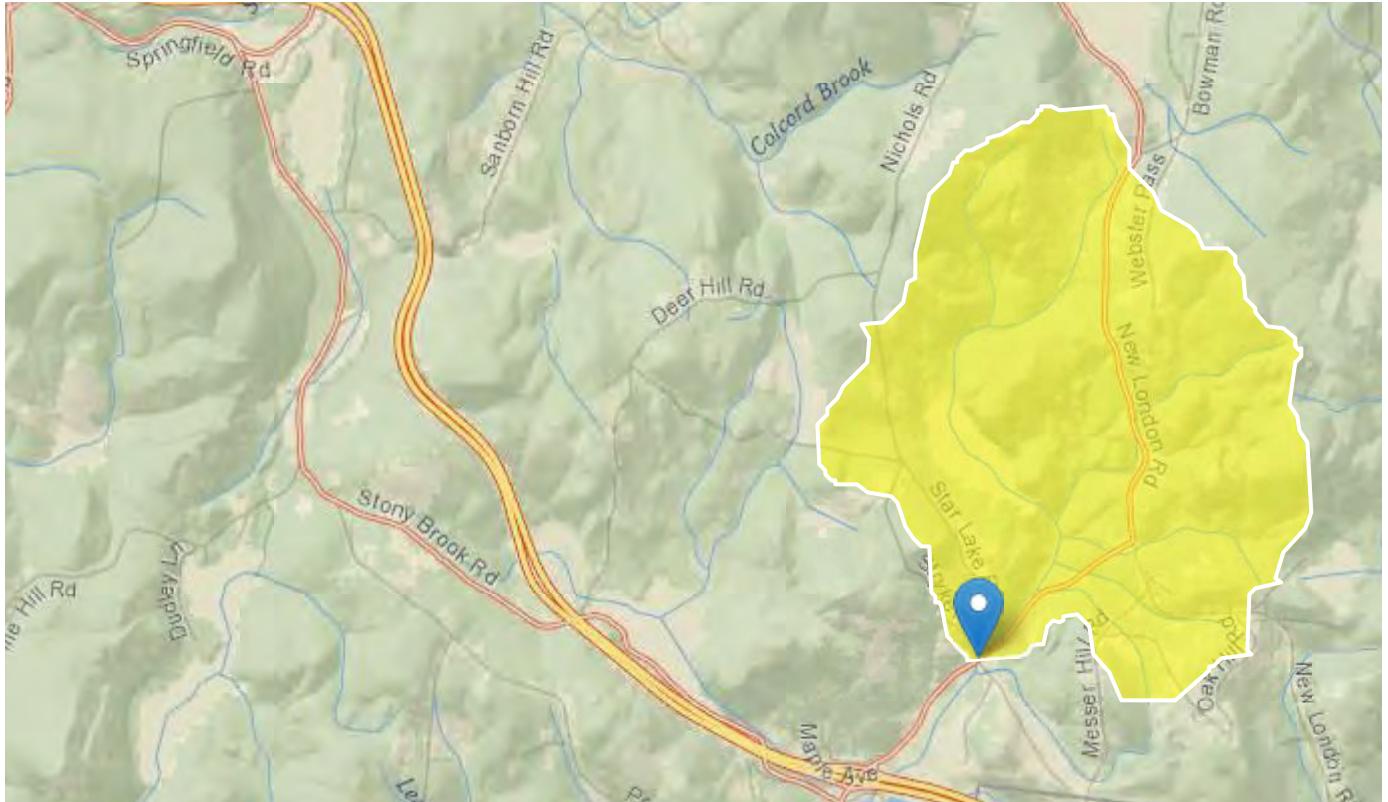 Springfield Rd
Sanborn Hill Rd
Colcord Brook
Nichols Rd
Bowman Rd
Webster Pass
Deer Hill Rd
New London Rd
Star Lake
Stony Brook Rd
Dudley Ln
Hill Rd
Messer Hill Rd
Oak Hill Rd
New London R
Maple Ave